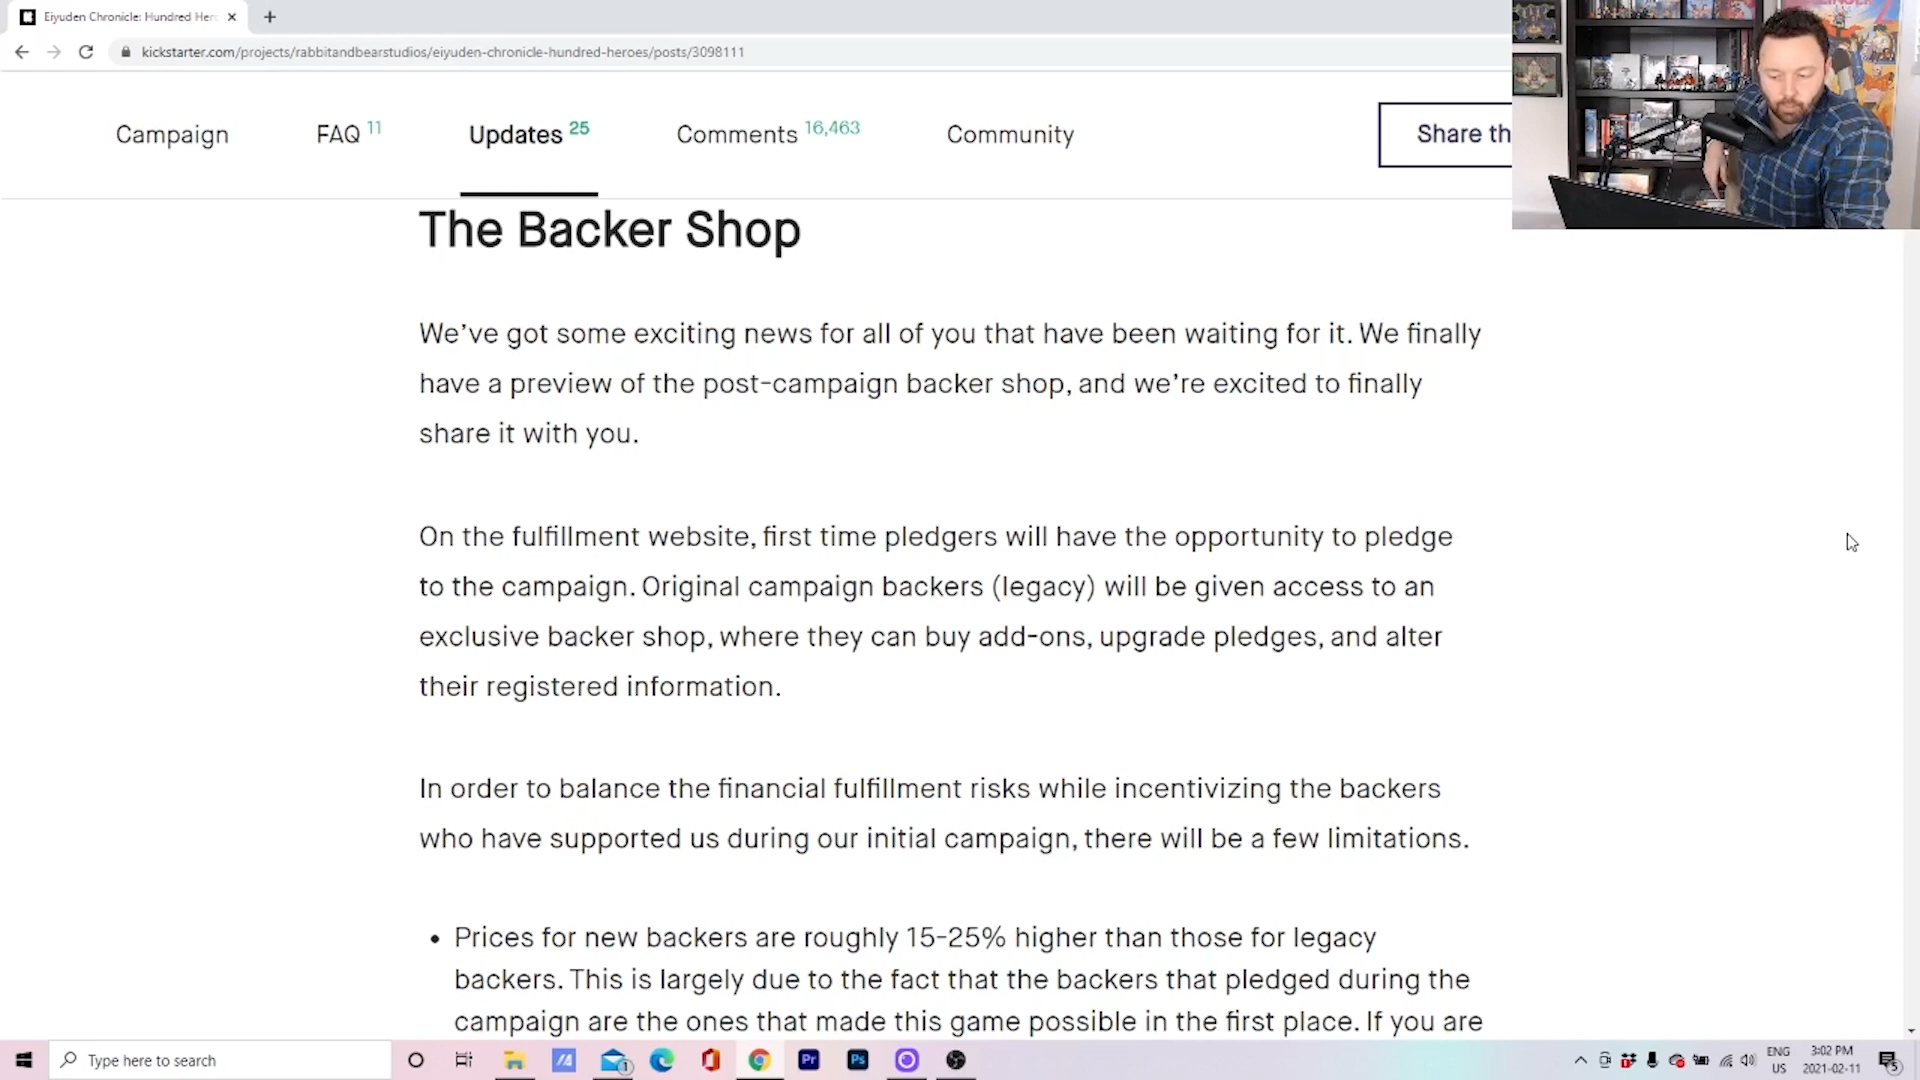 Eiyuden Chronicle: Hundred Her
kickstarter.com/projects/rabbitandbearstudios/eiyuden-chronicle-hundred-heroes/posts/3098111
Campaign
FAQ 11
Updates 25
Comments 16,463
Community
Share th
The Backer Shop
We've got some exciting news for all of you that have been waiting for it. We finally
have a preview of the post-campaign backer shop, and we're excited to finally
share it with you.
On the fulfillment website, first time pledgers will have the opportunity to pledge
to the campaign. Original campaign backers (legacy) will be given access to an
exclusive backer shop, where they can buy add-ons, upgrade pledges, and alter
their registered information.
In order to balance the financial fulfillment risks while incentivizing the backers
who have supported us during our initial campaign, there will be a few limitations.
• Prices for new backers are roughly 15-25% higher than those for legacy
backers. This is largely due to the fact that the backers that pledged during the
campaign are the ones that made this game possible in the first place. If you are
Type here to search
1
Pr
Ps
ENG
US
3:02 PM
2021-02-11
5